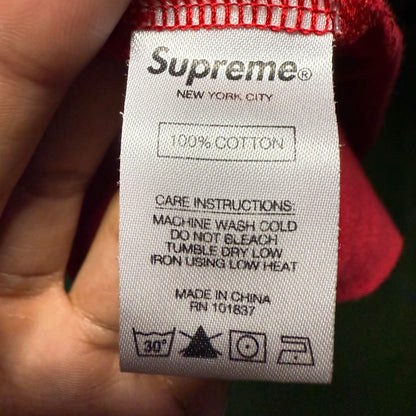 Supreme®
NEW YORK CITY
100% COTTON
CARE INSTRUCTIONS:
MACHINE WASH COLD
DO NOT BLEACH
TUMBLE DRY LOW
IRON USING LOW HEAT
MADE IN CHINA
RN 101837
30°